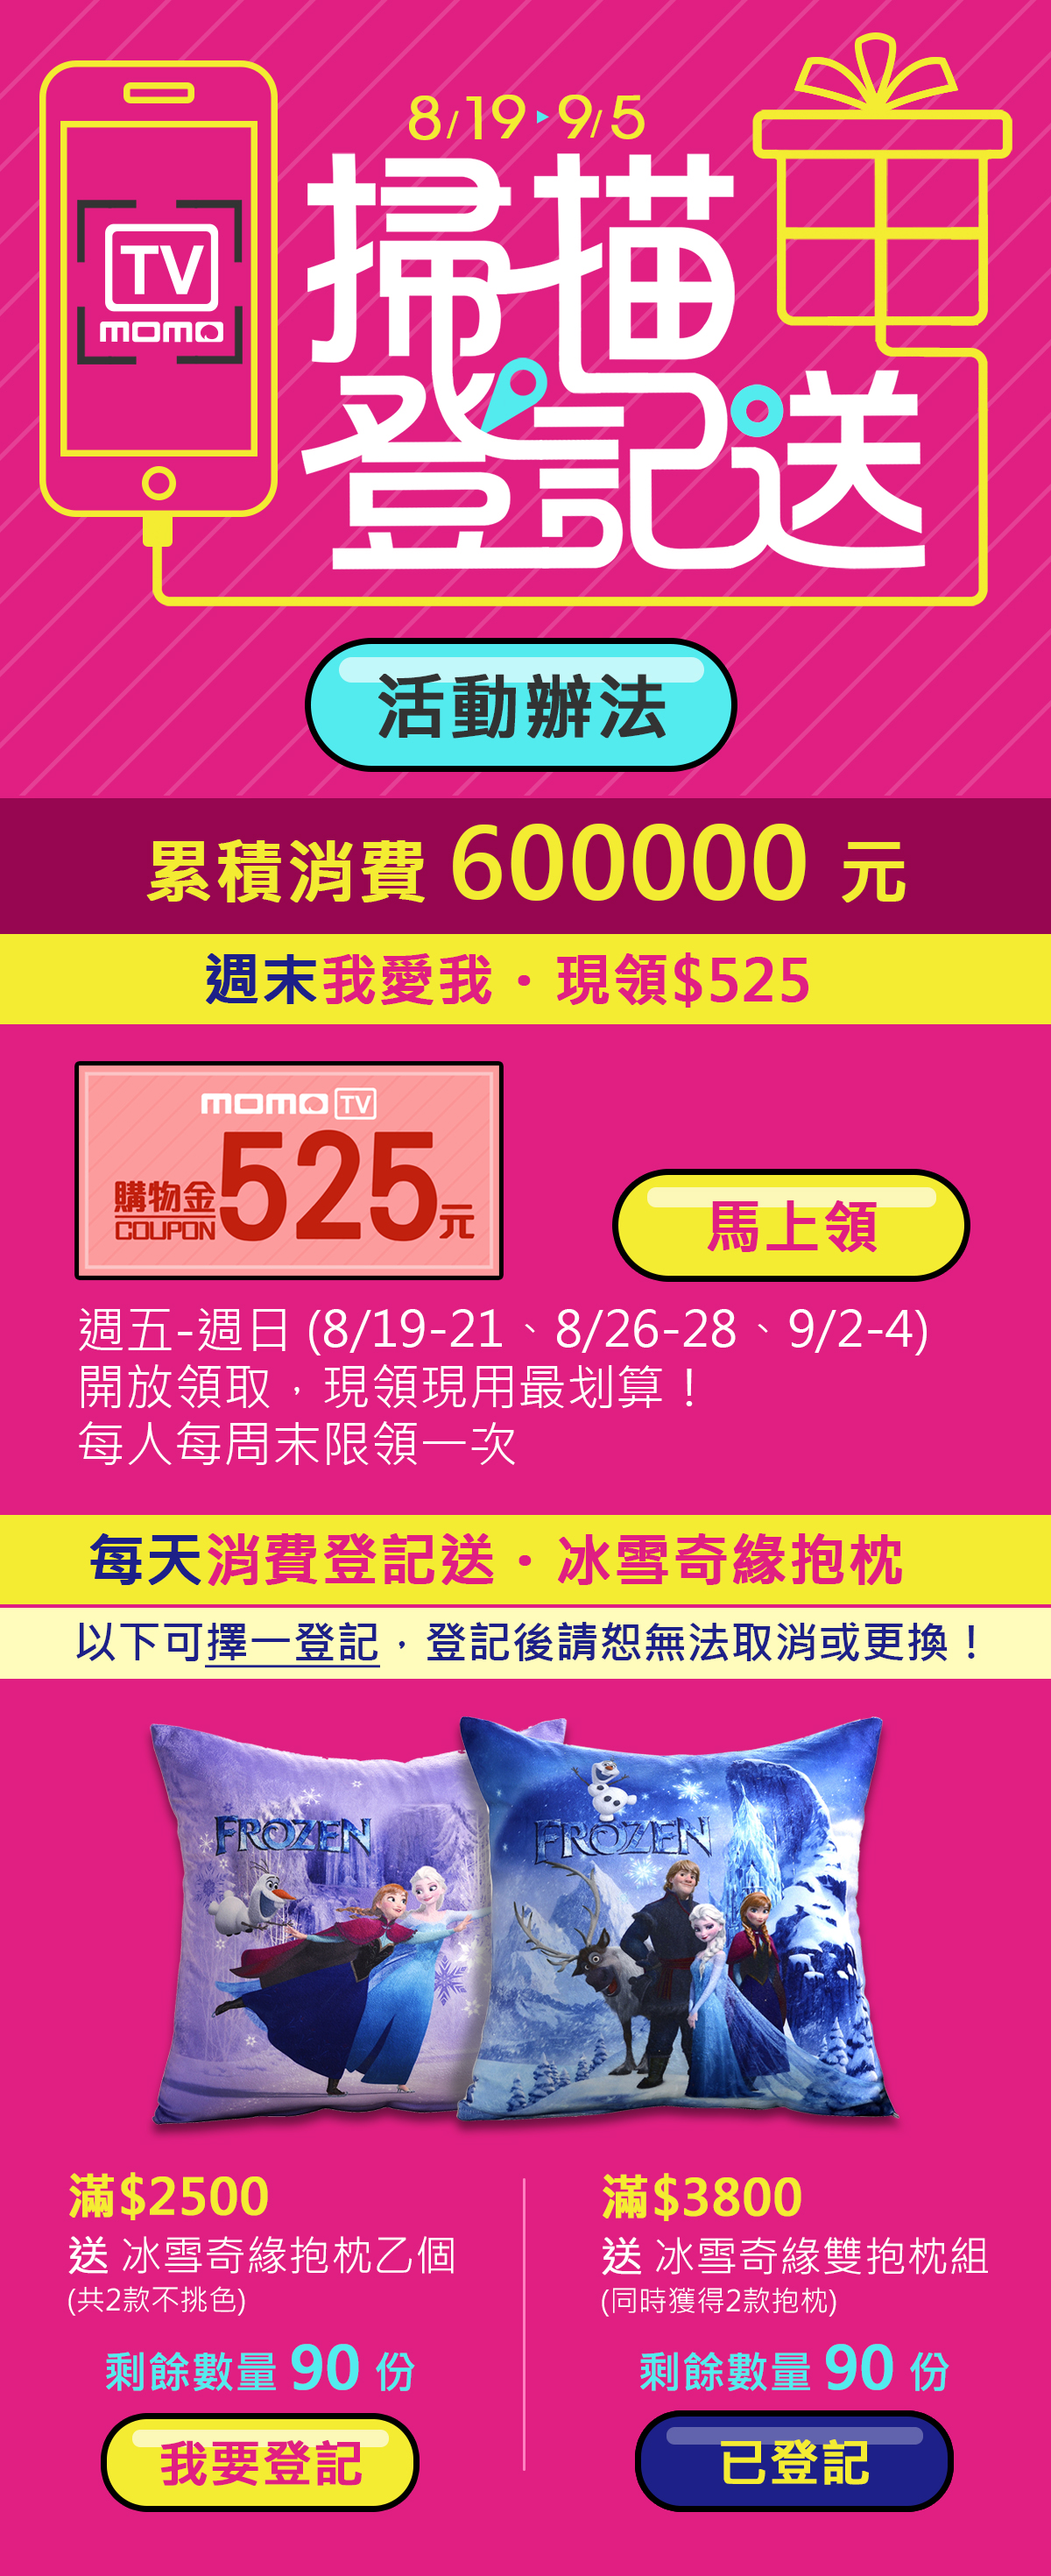 8/19 ▸ 9/5
TV
momo
掃描
登記送
活動辦法
累積消費 600000 元
週末我愛我・現領$525
momo TV
購物金 525元
COUPON
馬上領
週五-週日 (8/19-21、8/26-28、9/2-4)
開放領取，現領現用最划算！
每人每周末限領一次
每天消費登記送・冰雪奇緣抱枕
以下可擇一登記，登記後請恕無法取消或更換！
FROZEN
FROZEN
滿$2500
送 冰雪奇緣抱枕乙個
(共2款不挑色)
剩餘數量 90 份
我要登記
滿$3800
送 冰雪奇緣雙抱枕組
(同時獲得2款抱枕)
剩餘數量 90 份
已登記